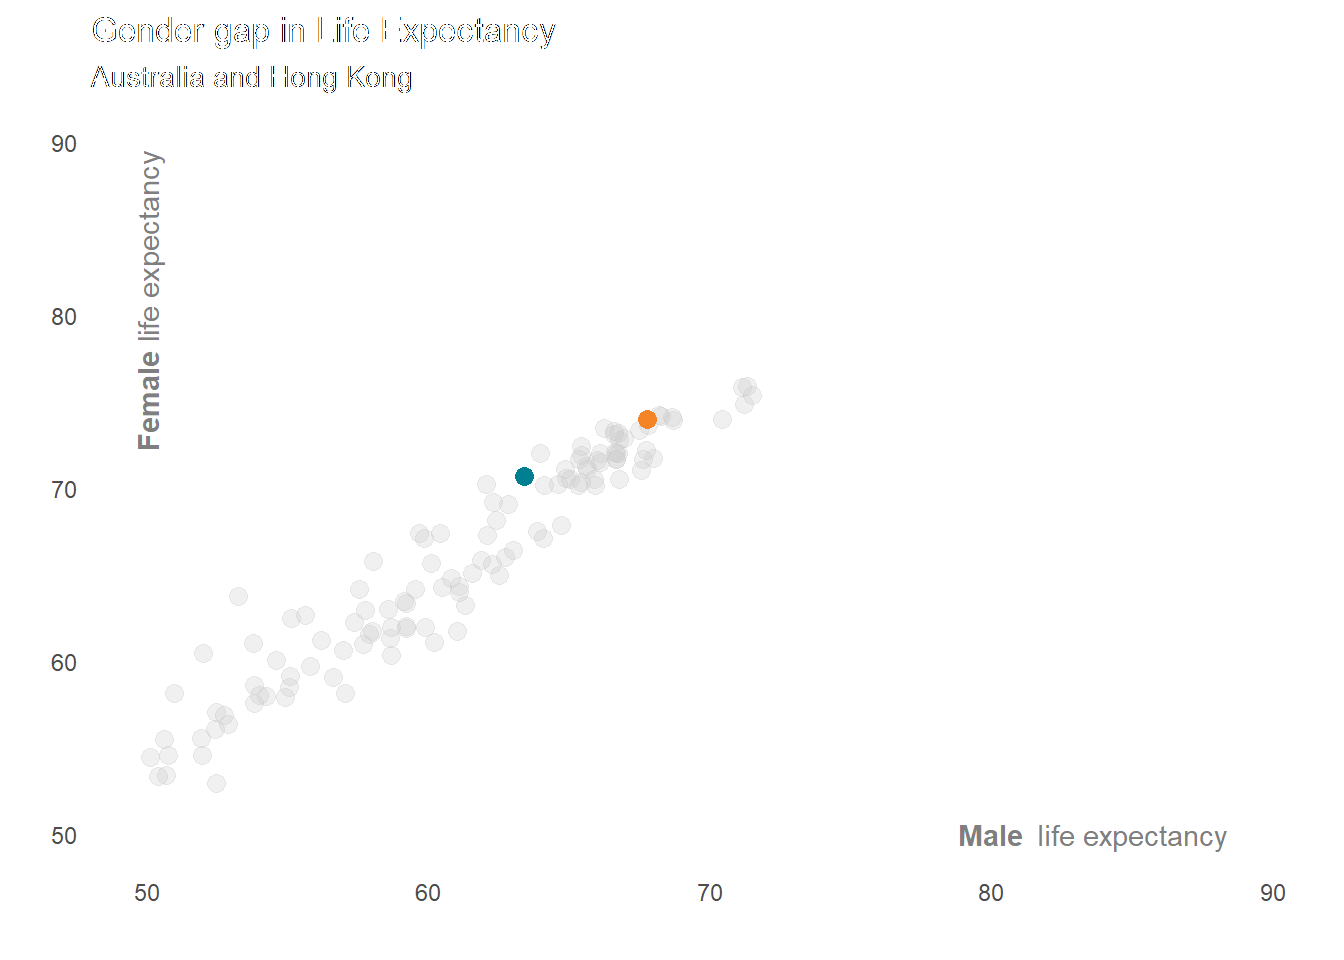 Gender gap in Life Expectancy
Australia and Hong Kong
90
80
70
60
50
Female life expectancy
Male life expectancy
50 60 70 80 90